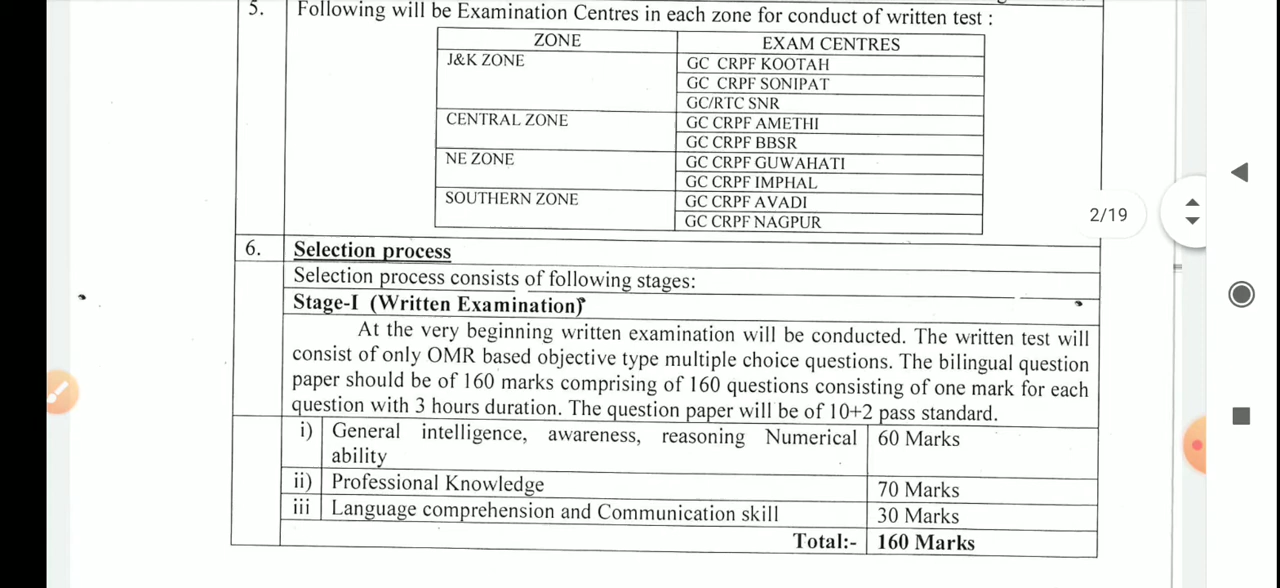 5. Following will be Examination Centres in each zone for conduct of written test :
ZONE EXAM CENTRES
J&K ZONE GC CRPF KOOTAH
GC CRPF SONIPAT
GC/RTC SNR
CENTRAL ZONE GC CRPF AMETHI
GC CRPF BBSR
NE ZONE GC CRPF GUWAHATI
GC CRPF IMPHAL
SOUTHERN ZONE GC CRPF AVADI
GC CRPF NAGPUR
2/19
6. Selection process
Selection process consists of following stages:
Stage-I (Written Examination)
At the very beginning written examination will be conducted. The written test will
consist of only OMR based objective type multiple choice questions. The bilingual question
paper should be of 160 marks comprising of 160 questions consisting of one mark for each
question with 3 hours duration. The question paper will be of 10+2 pass standard.
i) General intelligence, awareness, reasoning Numerical 60 Marks
ability
ii) Professional Knowledge 70 Marks
iii Language comprehension and Communication skill 30 Marks
Total:- 160 Marks